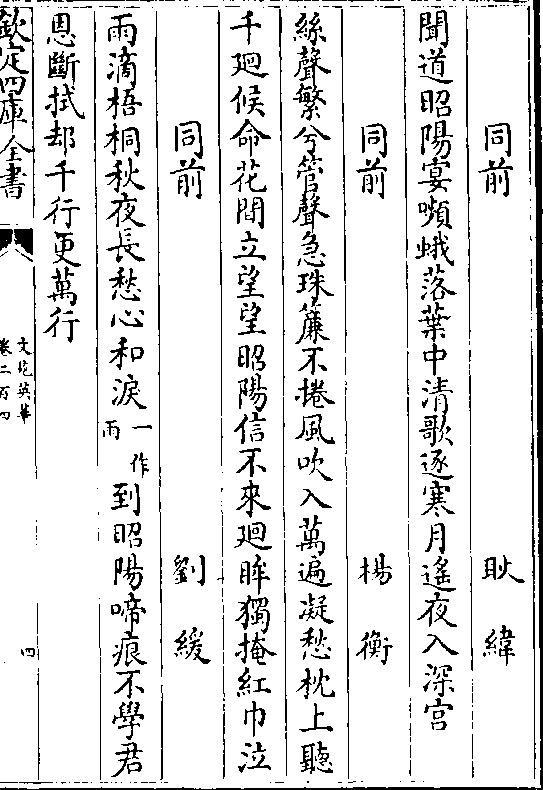 同前 耿緯
聞道昭陽宴嚬蛾落葉中清歌逐寒月遙夜入深宫
同前 楊衡
絲聲繁兮管聲急珠簾不捲風吹入萬遍凝愁枕上聽
千廻候命花間立望望昭陽信不來廻眸獨掩紅巾泣
同前 劉緩
雨滴梧桐秋夜長愁心和淚一作雨到昭陽啼痕不學君
恩斷拭却千行更萬行
欽定四庫全書
文苑英華
卷二百四
四